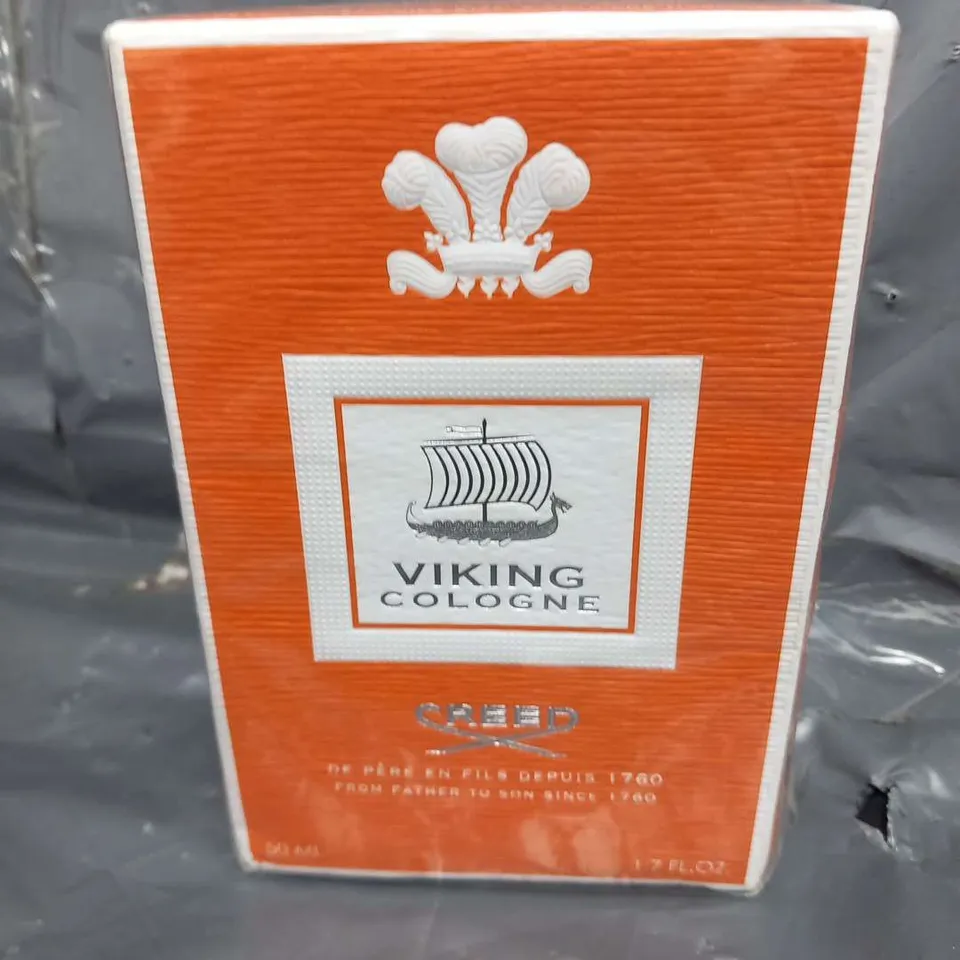 VIKING
COLOGNE
CREED
DE PÈRE EN FILS DEPUIS 1760
FROM FATHER TO SON SINCE 1760
50 ML
1.7 FL.OZ